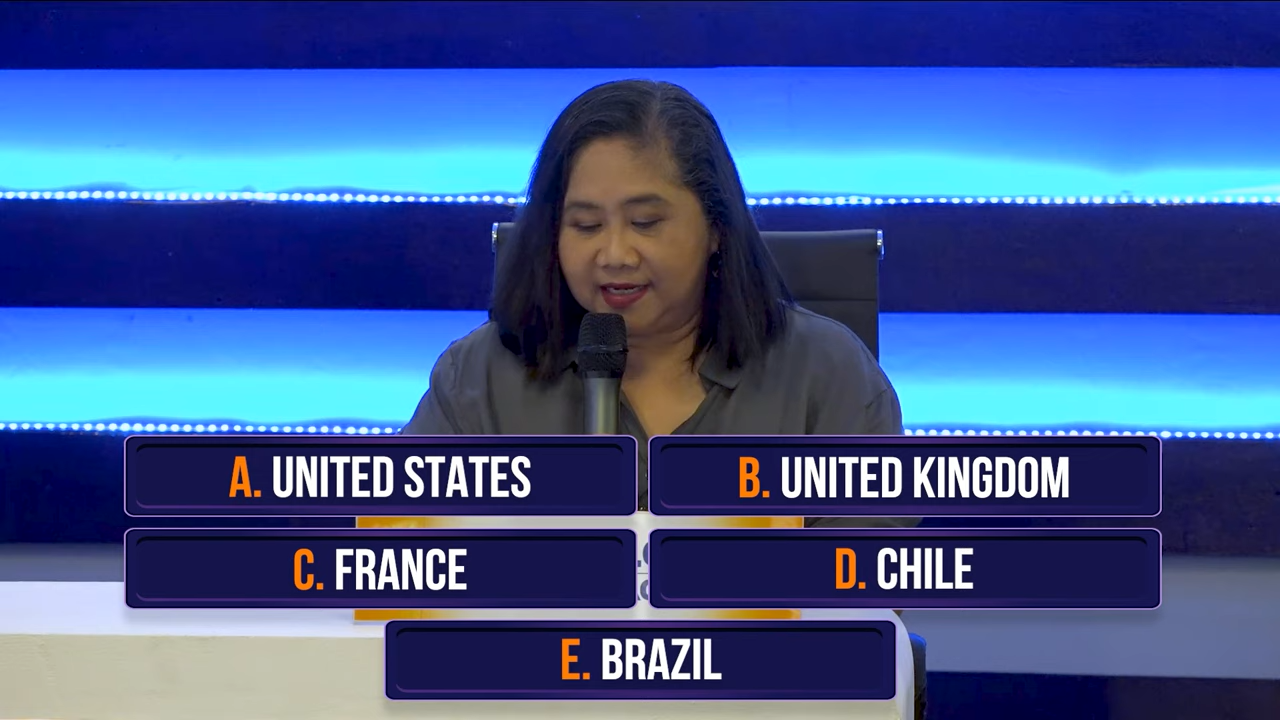 A. UNITED STATES
B. UNITED KINGDOM
C. FRANCE
D. CHILE
E. BRAZIL